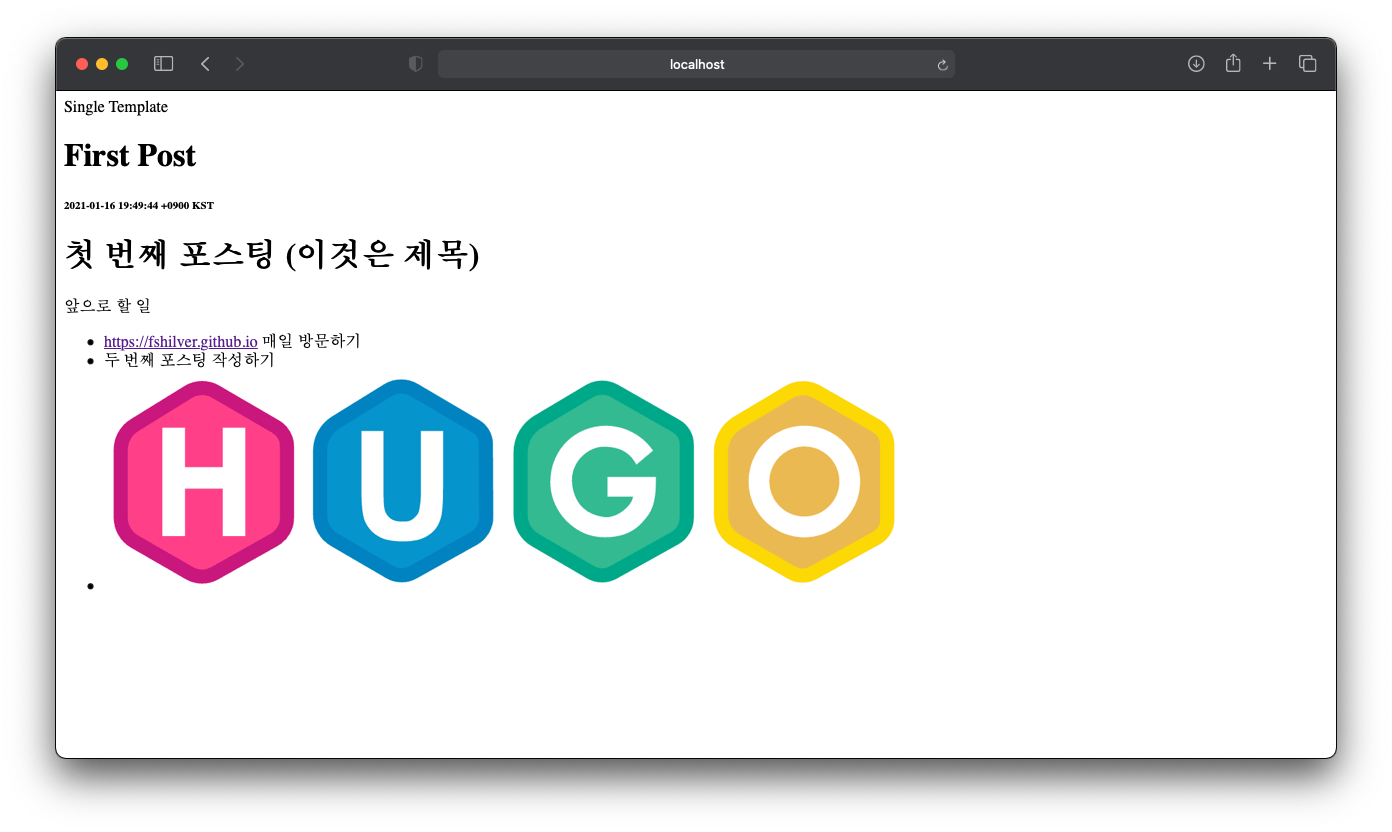 localhost
Single Template
First Post
2021-01-16 19:49:44 +0900 KST
첫 번째 포스팅 (이것은 제목)
앞으로 할 일
https://fshilver.github.io 매일 방문하기
두 번째 포스팅 작성하기
HUGO